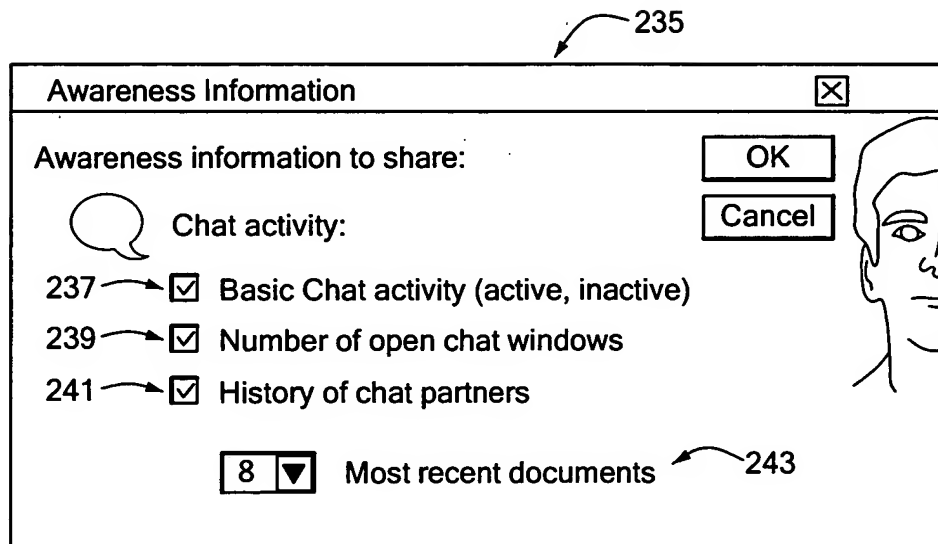 235
Awareness Information
Awareness information to share:
OK
Cancel
Chat activity:
237 Basic Chat activity (active, inactive)
239 Number of open chat windows
241 History of chat partners
8 Most recent documents 243